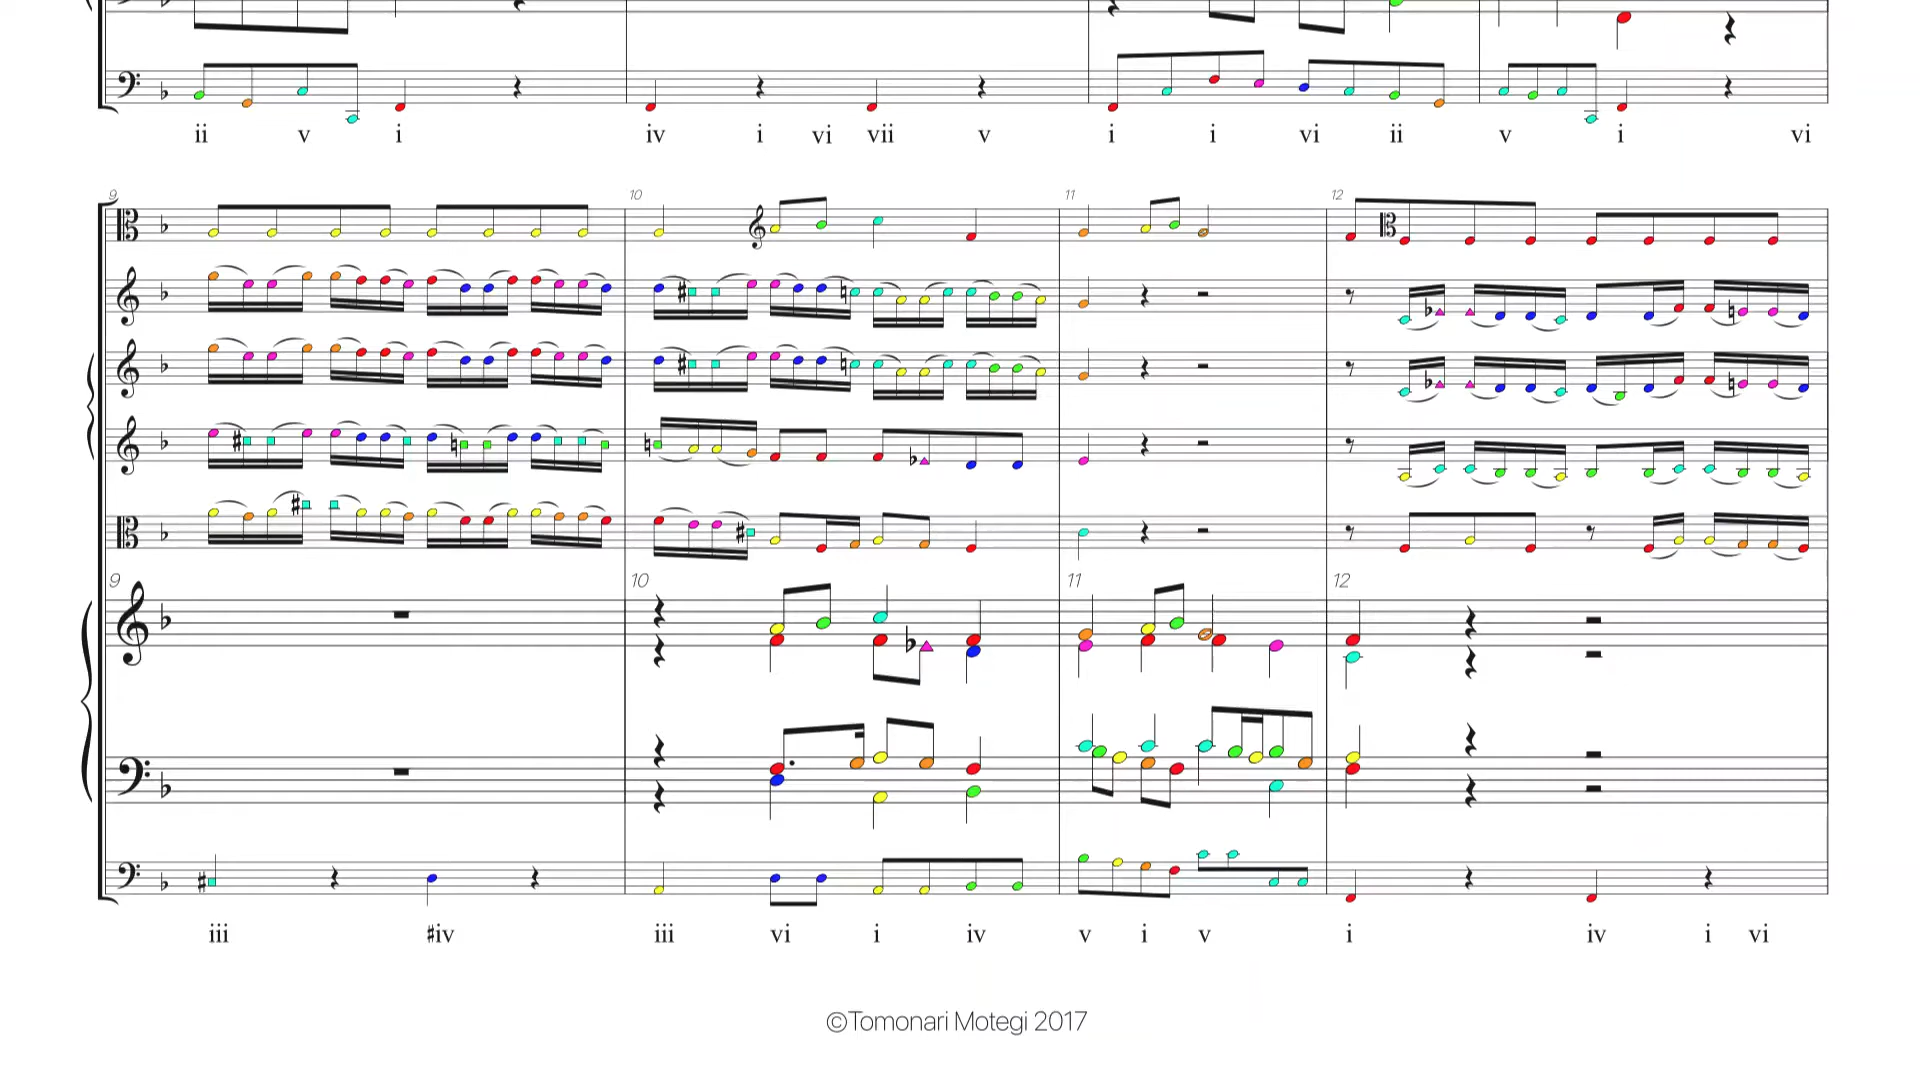 ii v i iv i vi vii v i i vi ii v i vi
9 10 11 12
9 10 11 12
iii ♯iv iii vi i iv v i v i iv i vi
©Tomonari Motegi 2017